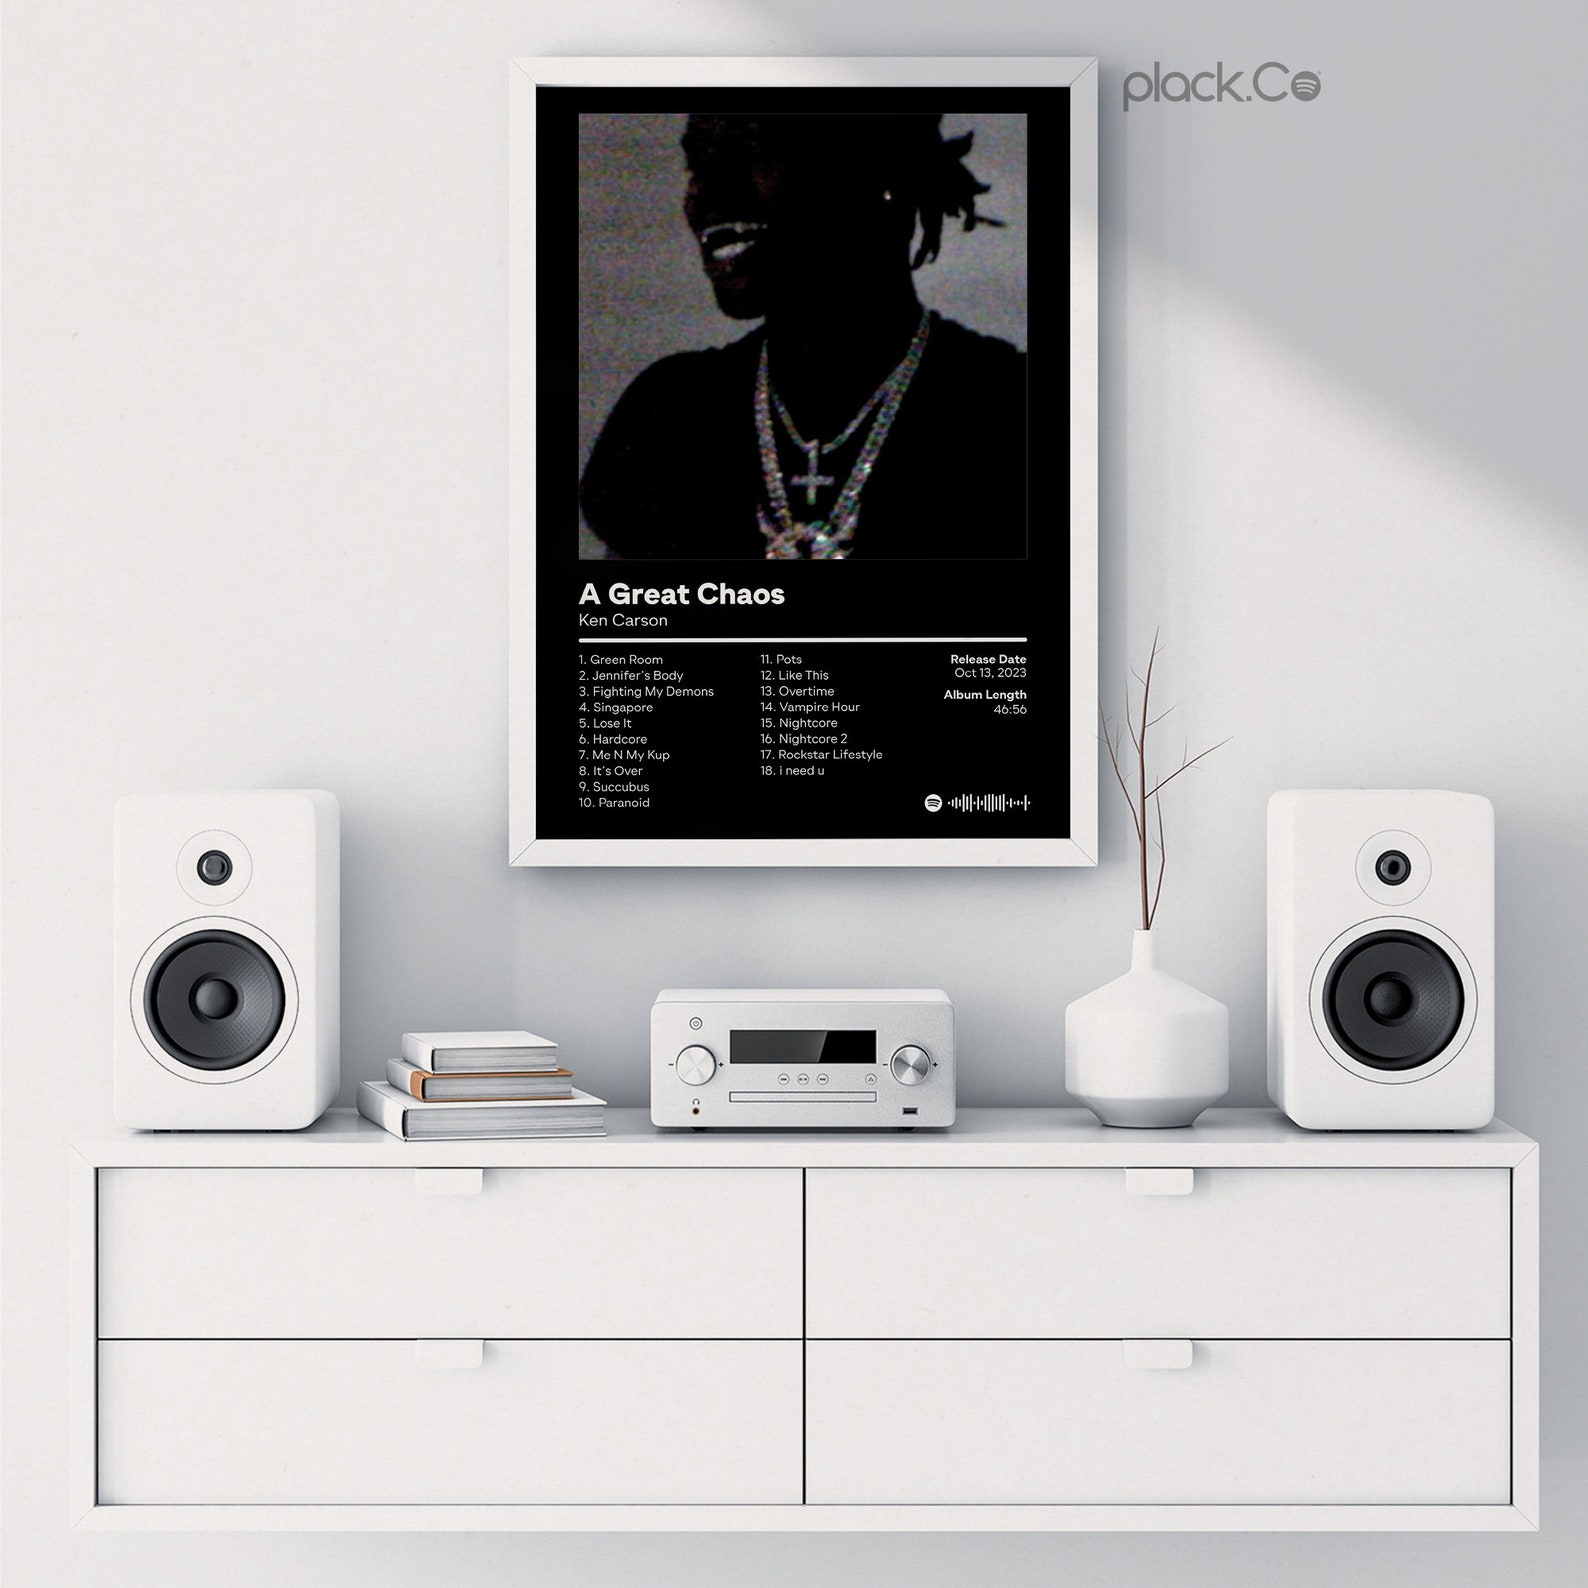 plack.Co
A Great Chaos
Ken Carson
1. Green Room
2. Jennifer's Body
3. Fighting My Demons
4. Singapore
5. Lose It
6. Hardcore
7. Me N My Kup
8. It's Over
9. Succubus
10. Paranoid
11. Pots
12. Like This
13. Overtime
14. Vampire Hour
15. Nightcore
16. Nightcore 2
17. Rockstar Lifestyle
18. i need u
Release Date
Oct 13, 2023
Album Length
46:56